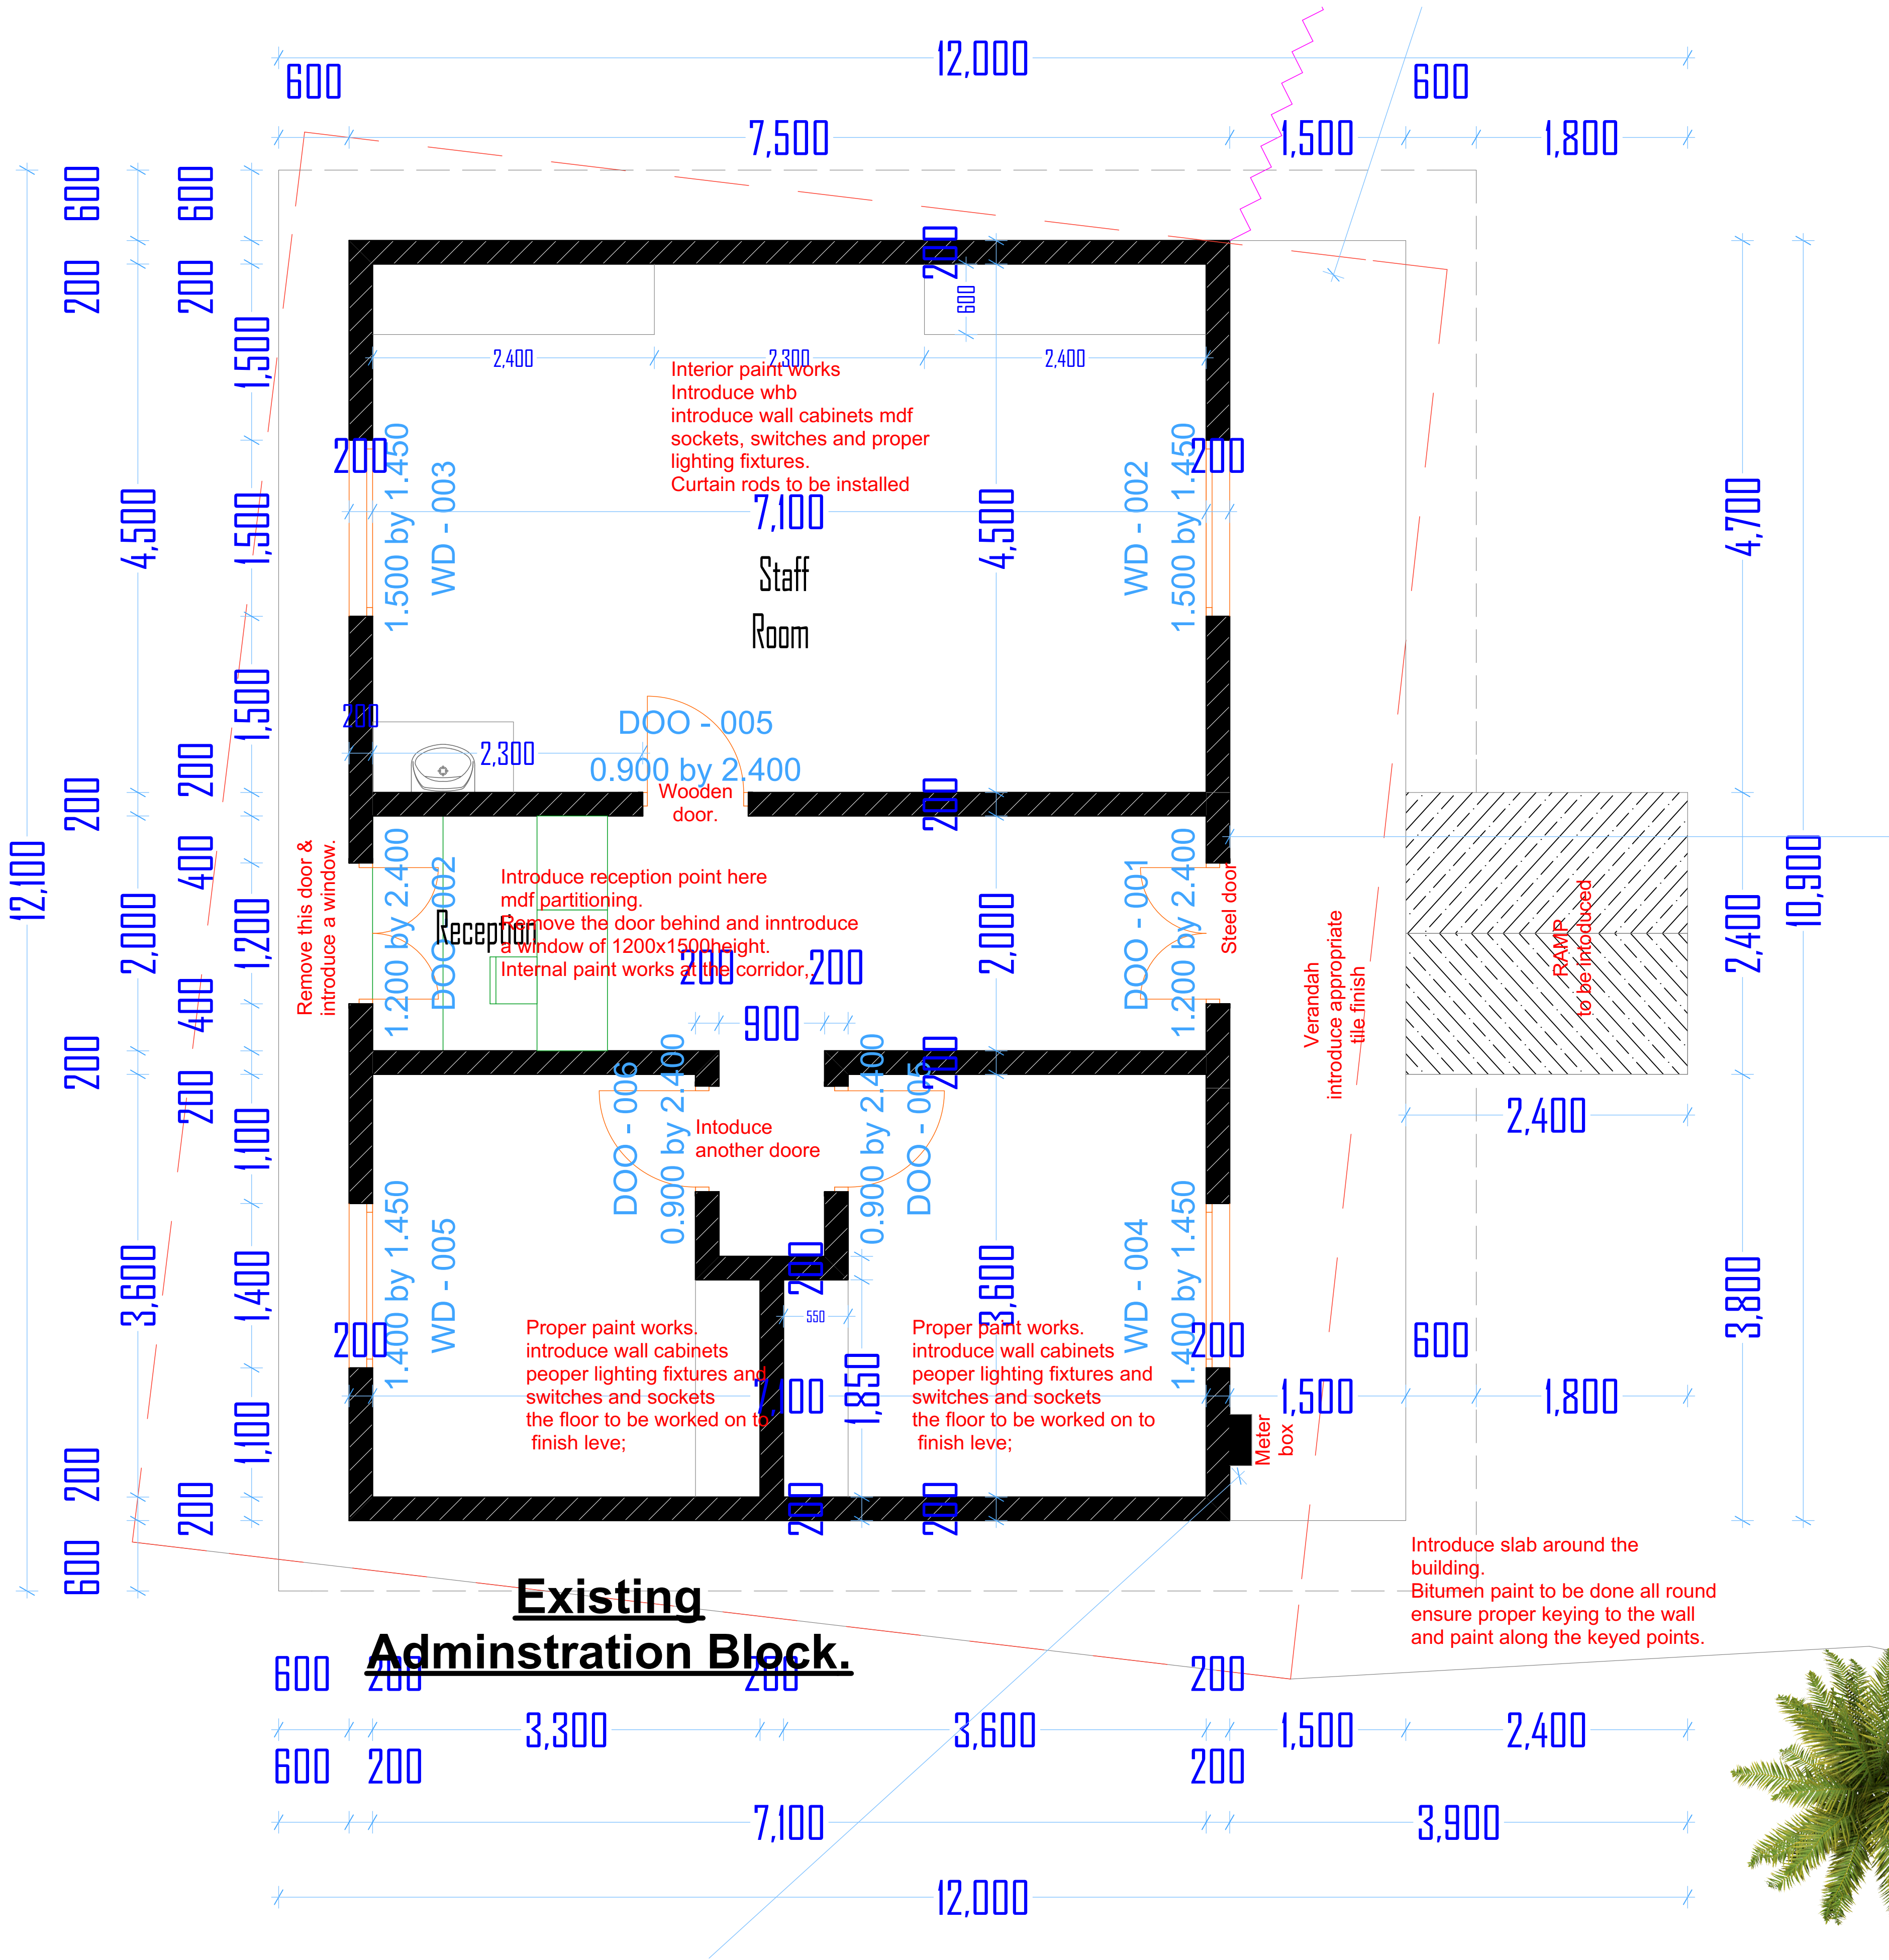 12,000
600
600
7,500
1,500
1,800
600
600
200
200
200
600
1,500
2,400
2,300
2,400
Interior paint works
Introduce whb
introduce wall cabinets mdf
sockets, switches and proper
lighting fixtures.
Curtain rods to be installed
200
1.500 by 1.450
WD - 003
WD - 002
1.500 by 1.450
200
4,500
1,500
7,100
4,500
4,700
Staff
Room
1,500
200
DOO - 005
2,300
0.900 by 2.400
Wooden
door.
200
200
200
12,100
2,000
400
1,200
400
Remove this door &
introduce a window.
1.200 by 2.400
DOO - 002
Reception
Introduce reception point here
mdf partitioning.
Remove the door behind and inntroduce
a window of 1200x1500height.
Internal paint works at the corridor,.
200
200
900
2,000
DOO - 001
1.200 by 2.400
Steel door
Verandah
introduce appropriate
tile finish
RAMP
to be intoduced
2,400
10,900
200
200
200
2,400
DOO - 006
0.900 by 2.400
Intoduce
another doore
0.900 by 2.400
DOO - 005
1,100
3,600
1,400
200
1.400 by 1.450
WD - 005
200
550
3,600
WD - 004
1.400 by 1.450
200
600
3,800
Proper paint works.
introduce wall cabinets
peoper lighting fixtures and
switches and sockets
the floor to be worked on to
finish leve;
7,100
1,850
Proper paint works.
introduce wall cabinets
peoper lighting fixtures and
switches and sockets
the floor to be worked on to
finish leve;
1,500
1,800
1,100
Meter
box
200
200
200
200
600
Introduce slab around the
building.
Bitumen paint to be done all round
ensure proper keying to the wall
and paint along the keyed points.
Existing
Adminstration Block.
600
200
200
200
3,300
3,600
1,500
2,400
600
200
200
7,100
3,900
12,000